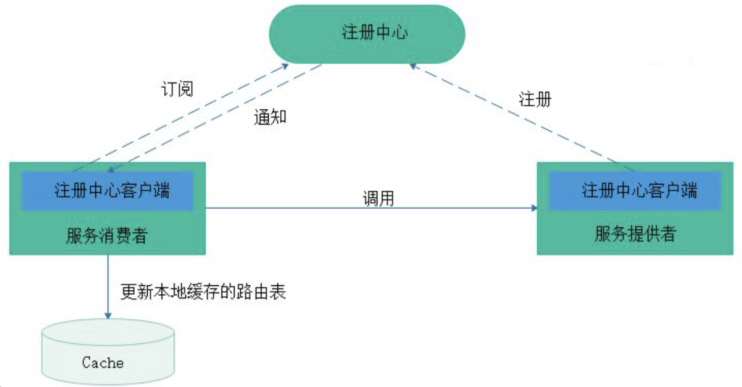 注册中心
订阅
通知
注册
注册中心客户端
服务消费者
调用
注册中心客户端
服务提供者
更新本地缓存的路由表
Cache